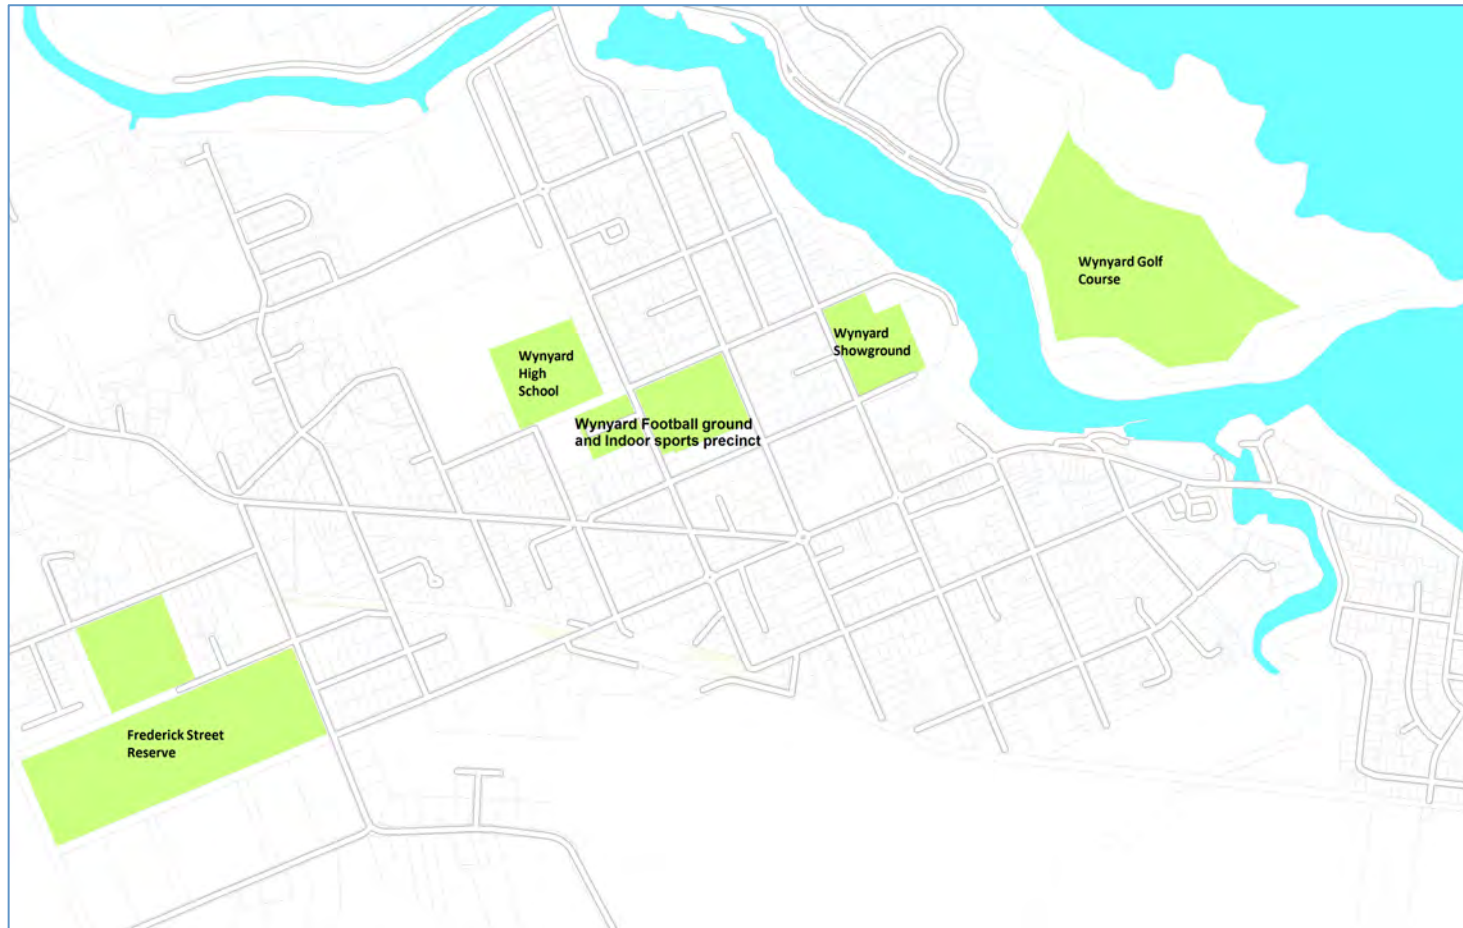 Wynyard Golf
Course
Wynyard
Showground
Wynyard
High
School
Wynyard Football ground
and Indoor sports precinct
Frederick Street
Reserve